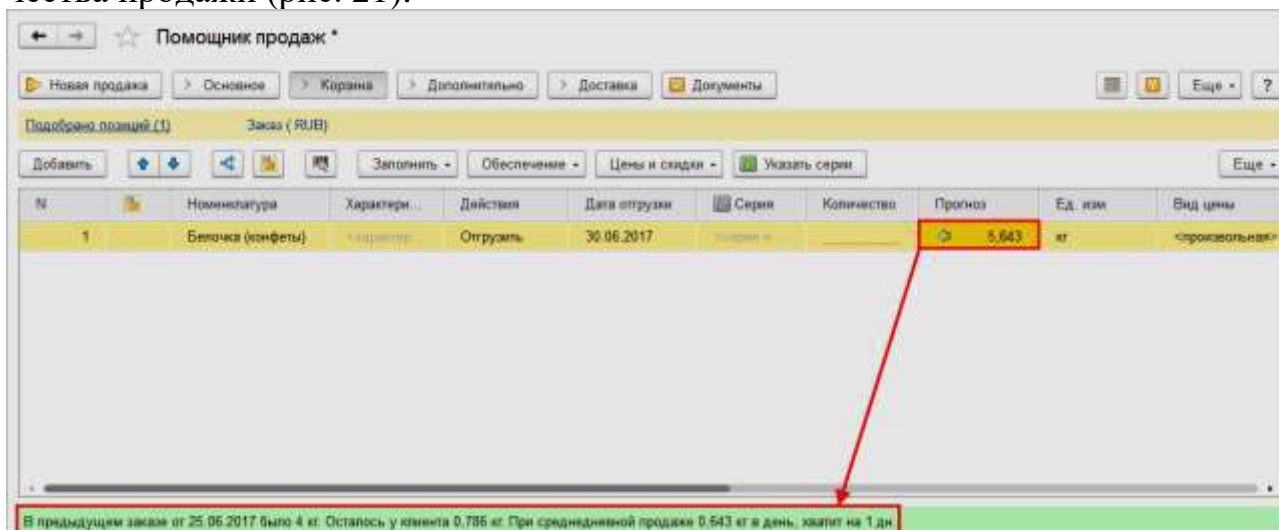 чества продажи (рис. 21).
Помощник продаж *
Новая продажа > Основное > Корзина > Дополнительно > Доставка Документы Еще ?
Подобрано позиций (1) Заказ ( RUB)
Добавить Заполнить Обеспечение Цены и скидки Указать серии Еще
N Номенклатура Характери... Действия Дата отгрузки Серия Количество Прогноз Ед. изм. Вид цены
1 Белочка (конфеты) Отгрузить 30.06.2017 5,643 кг <произвольная>
В предыдущем заказе от 25.06.2017 было 4 кг. Осталось у клиента 0,786 кг. При среднедневной продаже 0,643 кг в день, хватит на 1 дн.